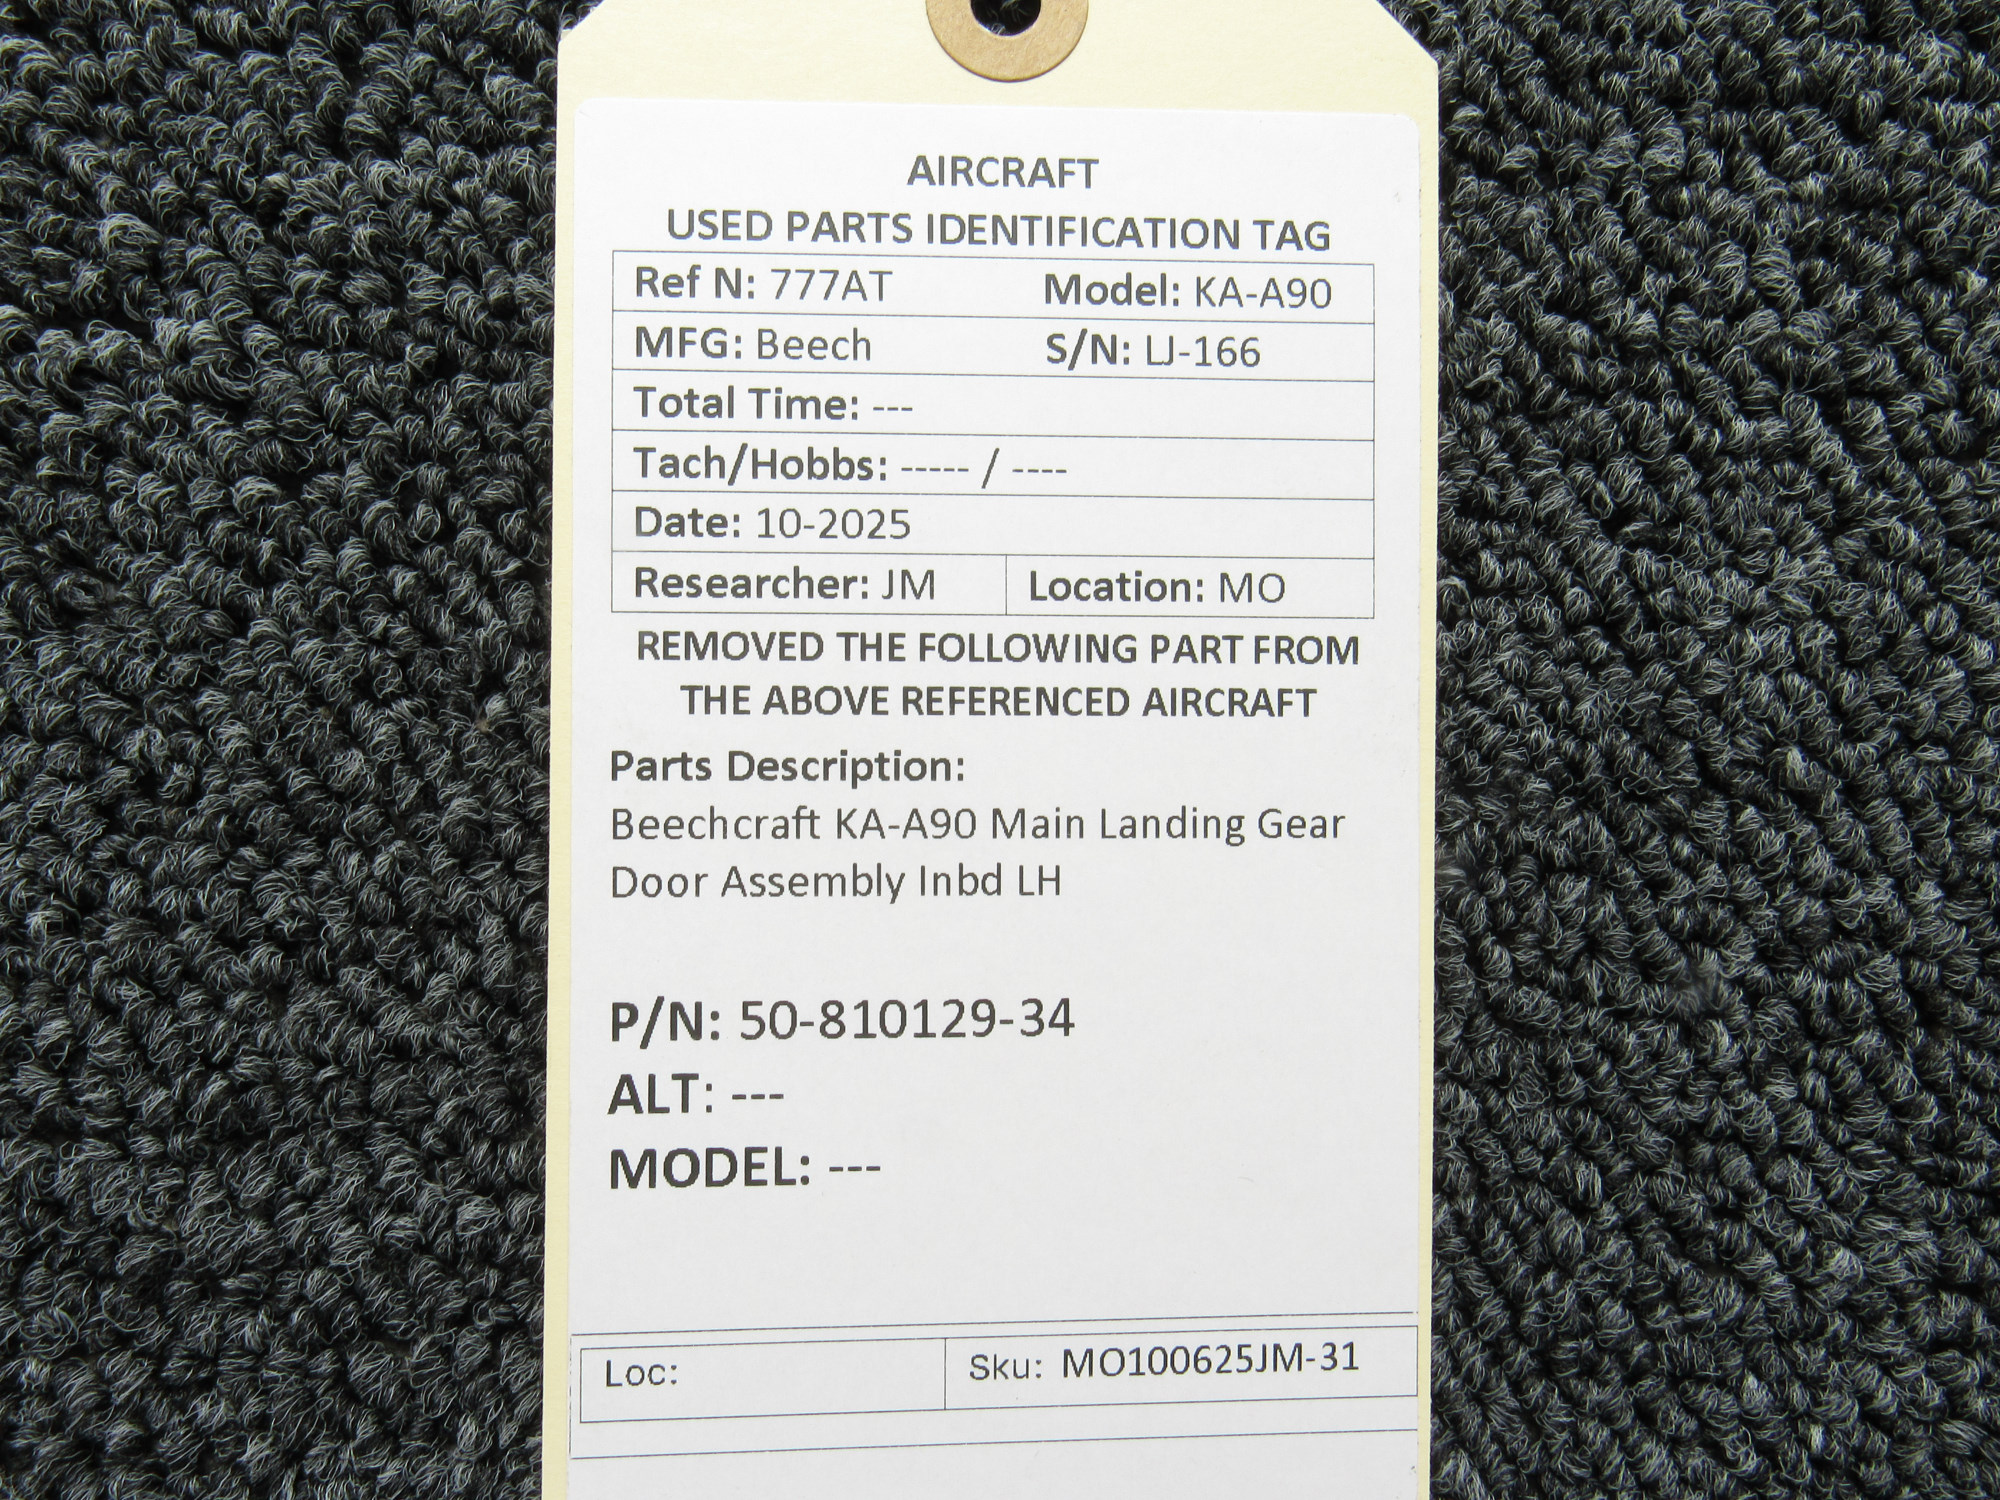 AIRCRAFT
USED PARTS IDENTIFICATION TAG
Ref N: 777AT Model: KA-A90
MFG: Beech S/N: LJ-166
Total Time: ---
Tach/Hobbs: ----- / ----
Date: 10-2025
Researcher: JM Location: MO
REMOVED THE FOLLOWING PART FROM
THE ABOVE REFERENCED AIRCRAFT
Parts Description:
Beechcraft KA-A90 Main Landing Gear
Door Assembly Inbd LH
P/N: 50-810129-34
ALT: ---
MODEL: ---
Loc: Sku: MO100625JM-31